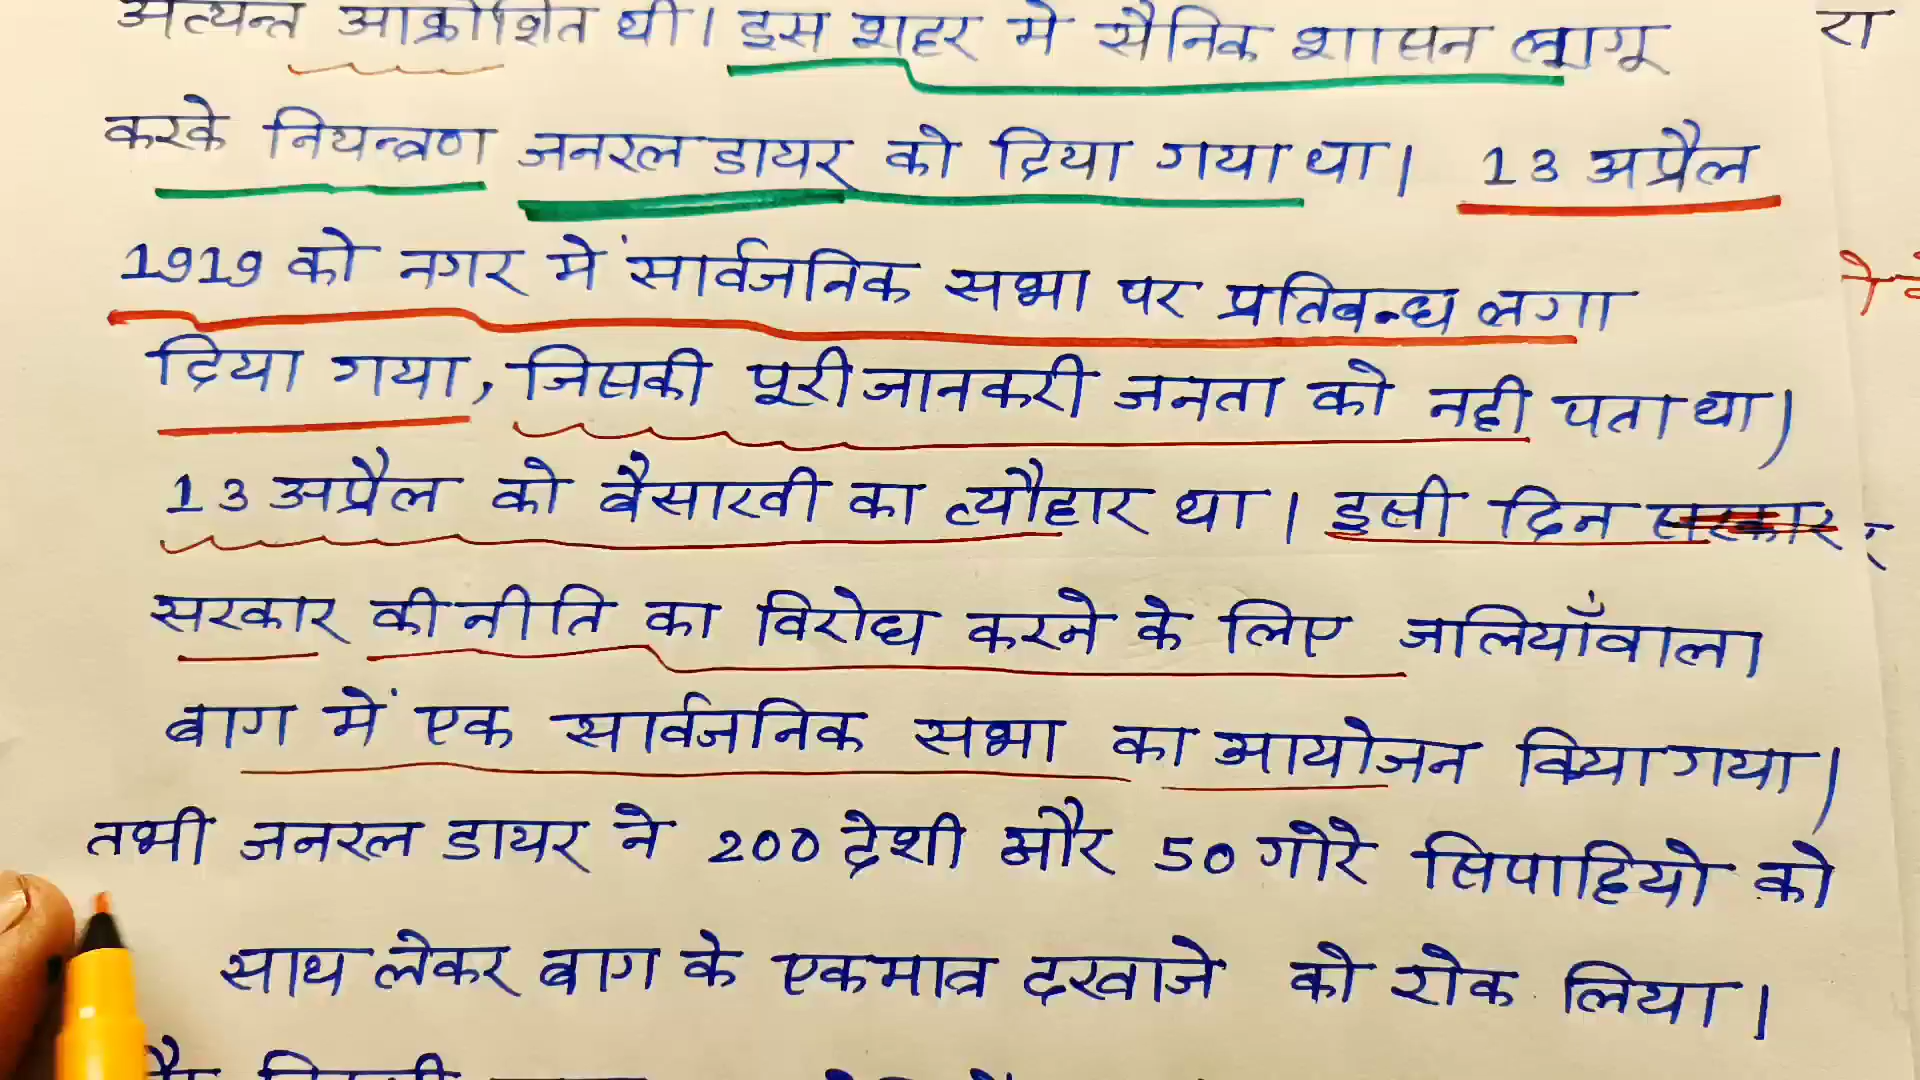 अत्यन्त आक्रोशित थी। इस शहर मे सैनिक शासन लागू
रा
करके नियन्त्रण जनरल डायर को दिया गया था। 13 अप्रैल
1919 को नगर में सार्वजनिक सभा पर प्रतिबन्ध लगा
दिया गया, जिसकी पूरी जानकरी जनता को नही पता था।
13 अप्रैल को बैसाखी का त्यौहार था। इसी दिन सरकार
सरकार की नीति का विरोध करने के लिए जलियाँवाला
बाग में एक सार्वजनिक सभा का आयोजन किया गया।
तभी जनरल डायर ने 200 देशी और 50 गोरे सिपाहियो को
साथ लेकर बाग के एकमात्र दरवाजे को रोक लिया।